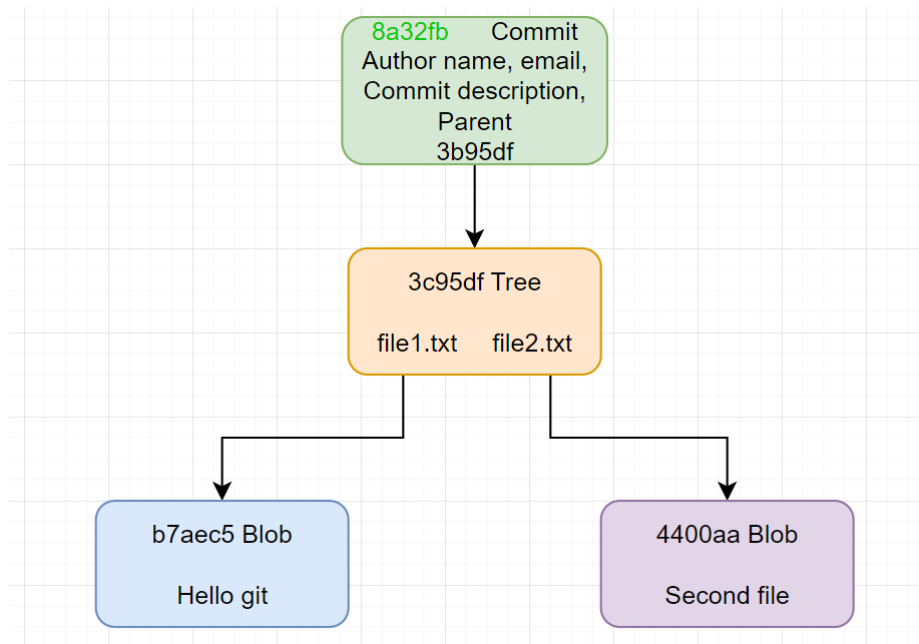 8a32fb Commit
Author name, email,
Commit description,
Parent
3b95df
3c95df Tree
file1.txt file2.txt
b7aec5 Blob
Hello git
4400aa Blob
Second file